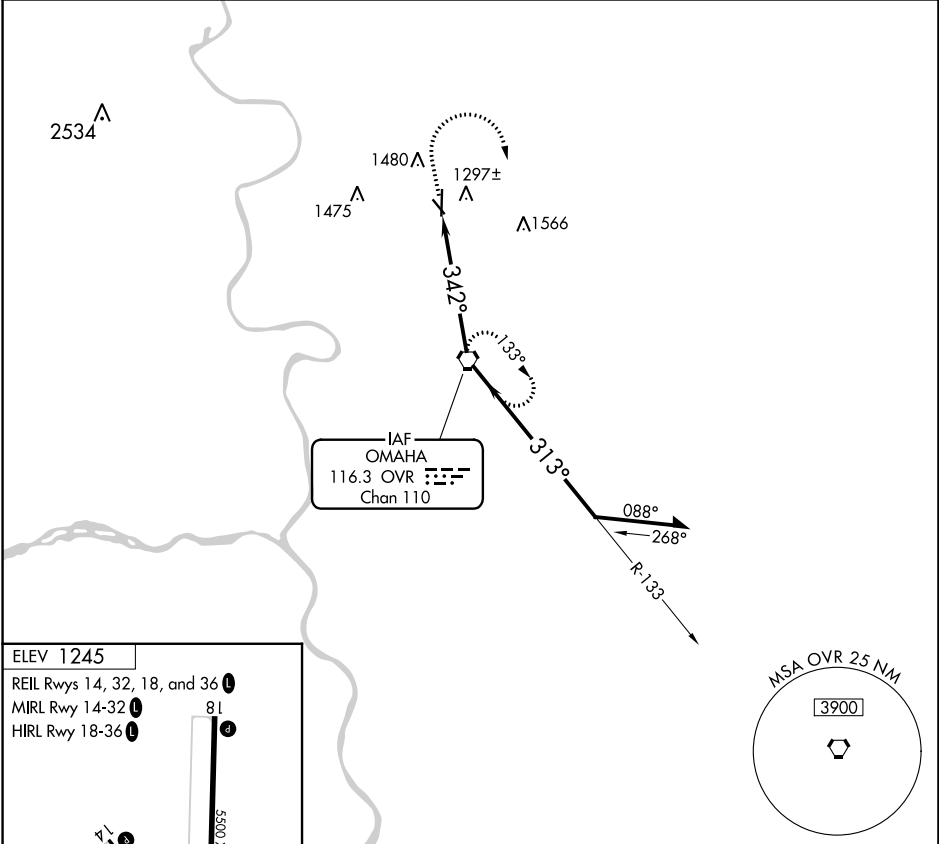 2534
1480
1297±
1475
1566
342°
133°
IAF
OMAHA
116.3 OVR
Chan 110
313°
088°
268°
R-133
ELEV 1245
REIL Rwys 14, 32, 18, and 36 L
MIRL Rwy 14-32 L
HIRL Rwy 18-36 L
18
P
5500
14
P
MSA OVR 25 NM
3900